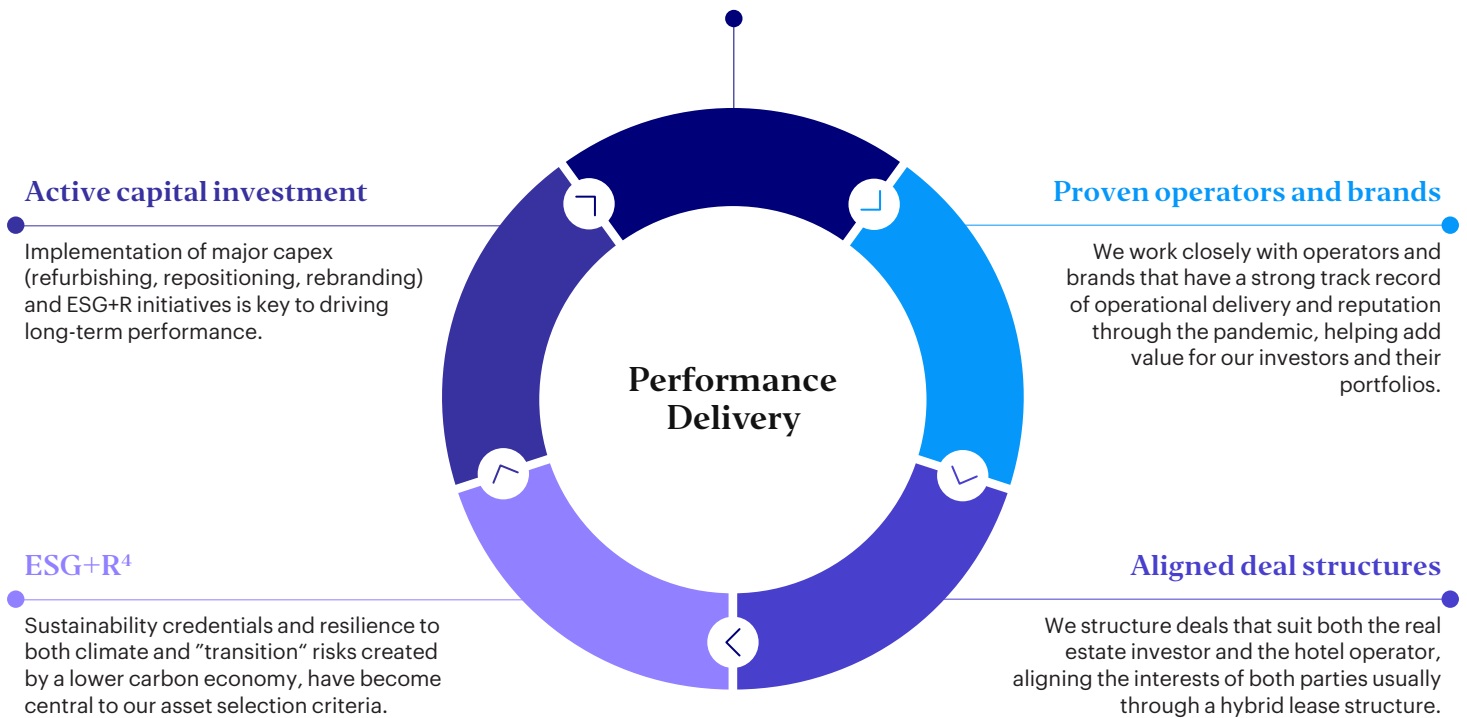 Active capital investment
Implementation of major capex
(refurbishing, repositioning, rebranding)
and ESG+R initiatives is key to driving
long-term performance.
Proven operators and brands
We work closely with operators and
brands that have a strong track record
of operational delivery and reputation
through the pandemic, helping add
value for our investors and their
portfolios.
Performance
Delivery
ESG+R⁴
Sustainability credentials and resilience to
both climate and ”transition“ risks created
by a lower carbon economy, have become
central to our asset selection criteria.
Aligned deal structures
We structure deals that suit both the real
estate investor and the hotel operator,
aligning the interests of both parties usually
through a hybrid lease structure.